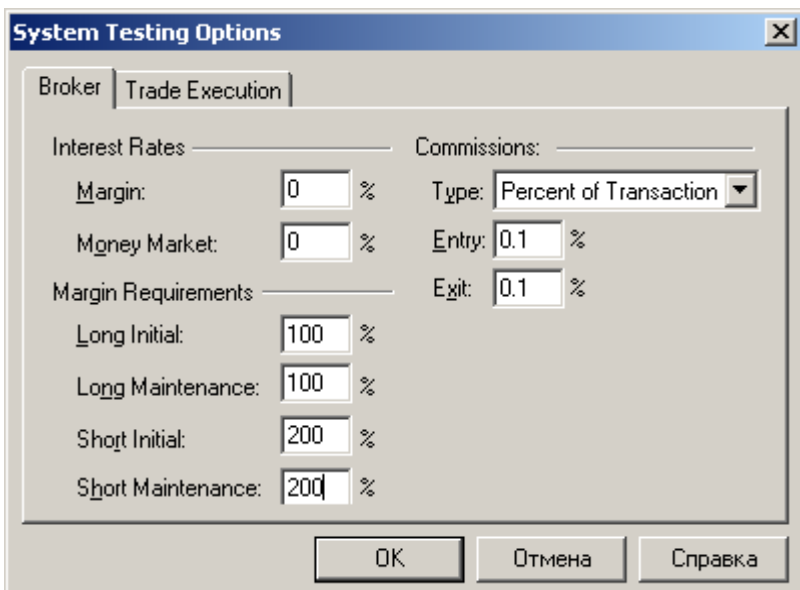 System Testing Options
Broker
Trade Execution
Interest Rates
Margin: 0 %
Money Market: 0 %
Margin Requirements
Long Initial: 100 %
Long Maintenance: 100 %
Short Initial: 200 %
Short Maintenance: 200 %
Commissions:
Type: Percent of Transaction
Entry: 0.1 %
Exit: 0.1 %
OK
Отмена
Справка